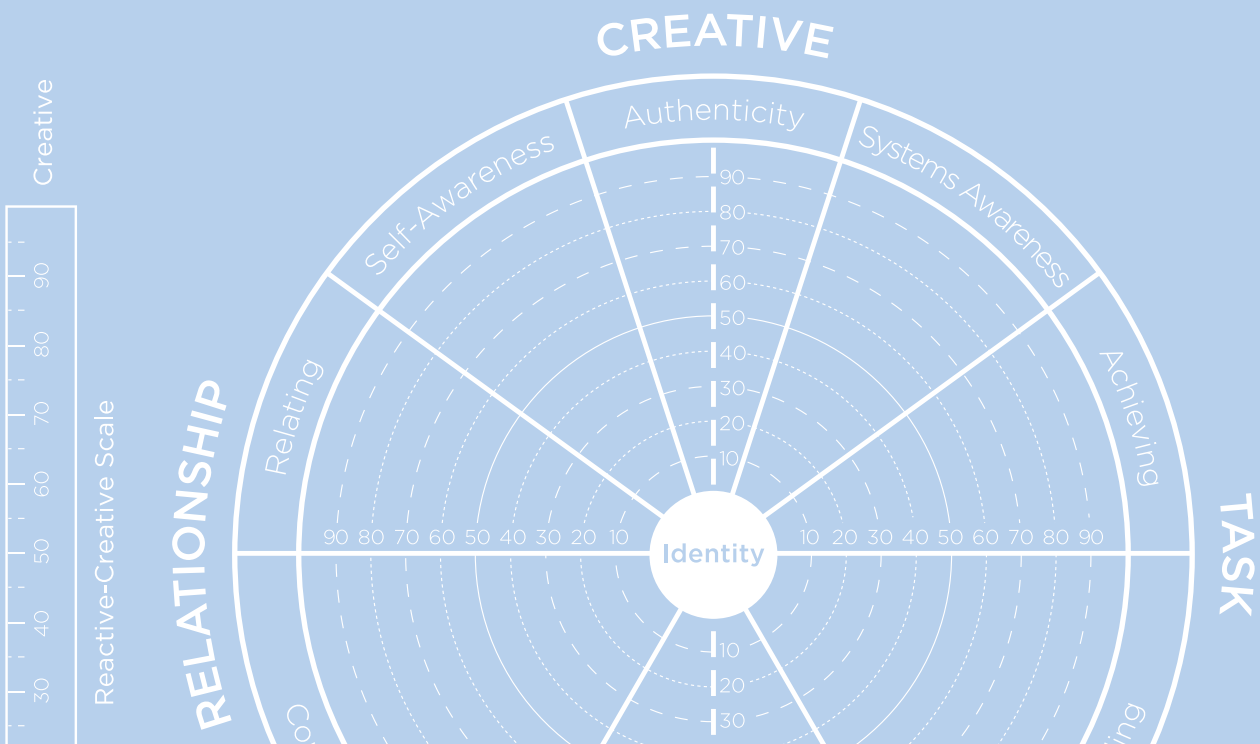 CREATIVE
Creative
Authenticity
Self-Awareness
Systems Awareness
Relating
Achieving
RELATIONSHIP
TASK
Reactive-Creative Scale
90
80
70
60
50
40
30
90
80
70
60
50
40
30
20
10
90 80 70 60 50 40 30 20 10
Identity
10 20 30 40 50 60 70 80 90
10
20
30